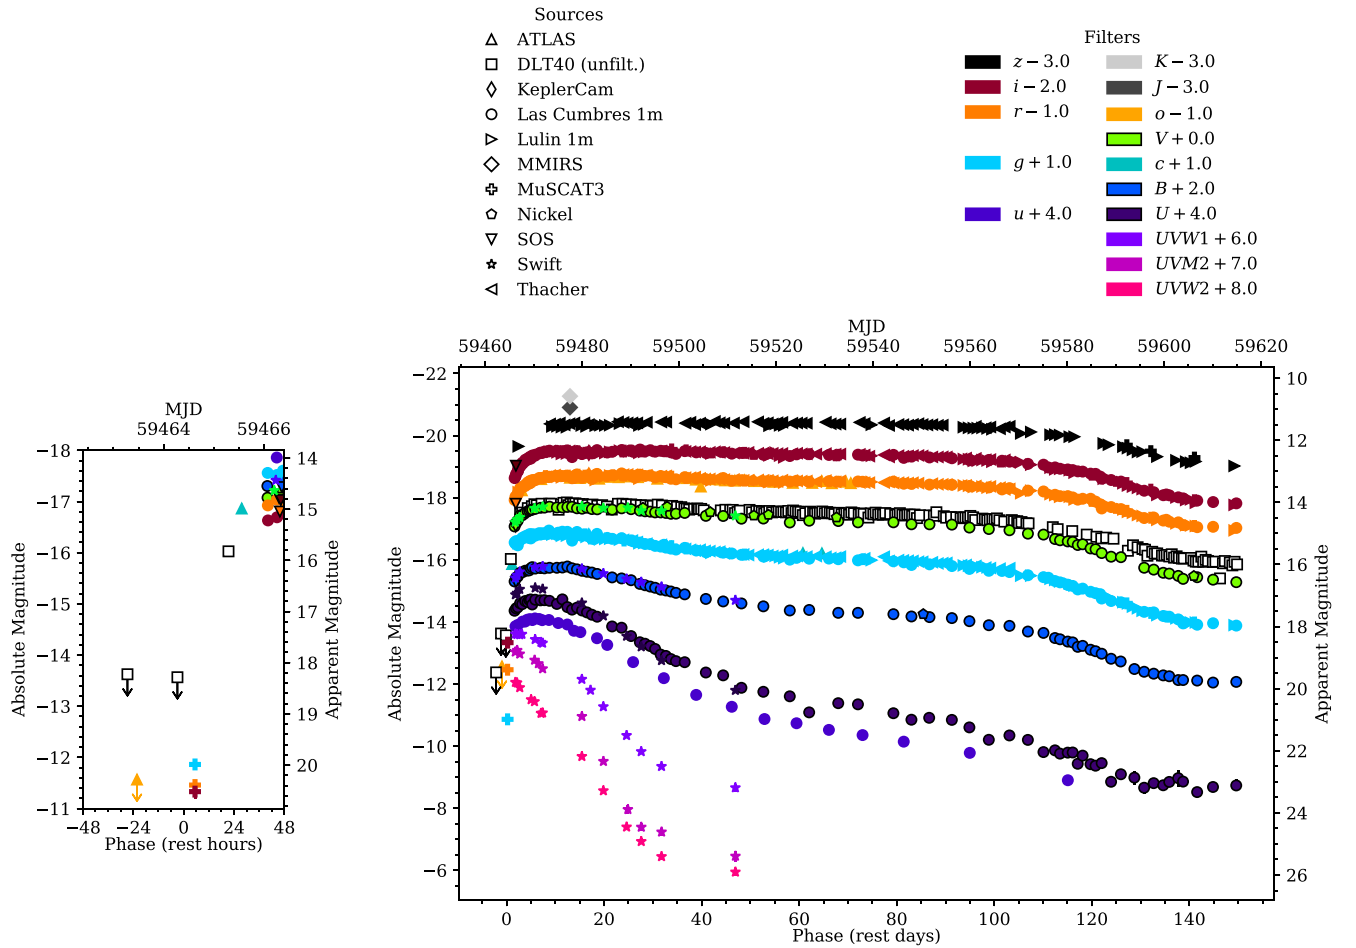 Sources
ATLAS
DLT40 (unfilt.)
KeplerCam
Las Cumbres 1m
Lulin 1m
MMIRS
MuSCAT3
Nickel
SOS
Swift
Thacher
Filters
z − 3.0
i − 2.0
r − 1.0
g + 1.0
u + 4.0
K − 3.0
J − 3.0
o − 1.0
V + 0.0
c + 1.0
B + 2.0
U + 4.0
UVW1 + 6.0
UVM2 + 7.0
UVW2 + 8.0
MJD
59464 59466
−18
−17
−16
−15
−14
−13
−12
−11
Absolute Magnitude
14
15
16
17
18
19
20
Apparent Magnitude
−48 −24 0 24 48
Phase (rest hours)
MJD
59460 59480 59500 59520 59540 59560 59580 59600 59620
−22
−20
−18
−16
−14
−12
−10
−8
−6
Absolute Magnitude
10
12
14
16
18
20
22
24
26
Apparent Magnitude
0 20 40 60 80 100 120 140
Phase (rest days)